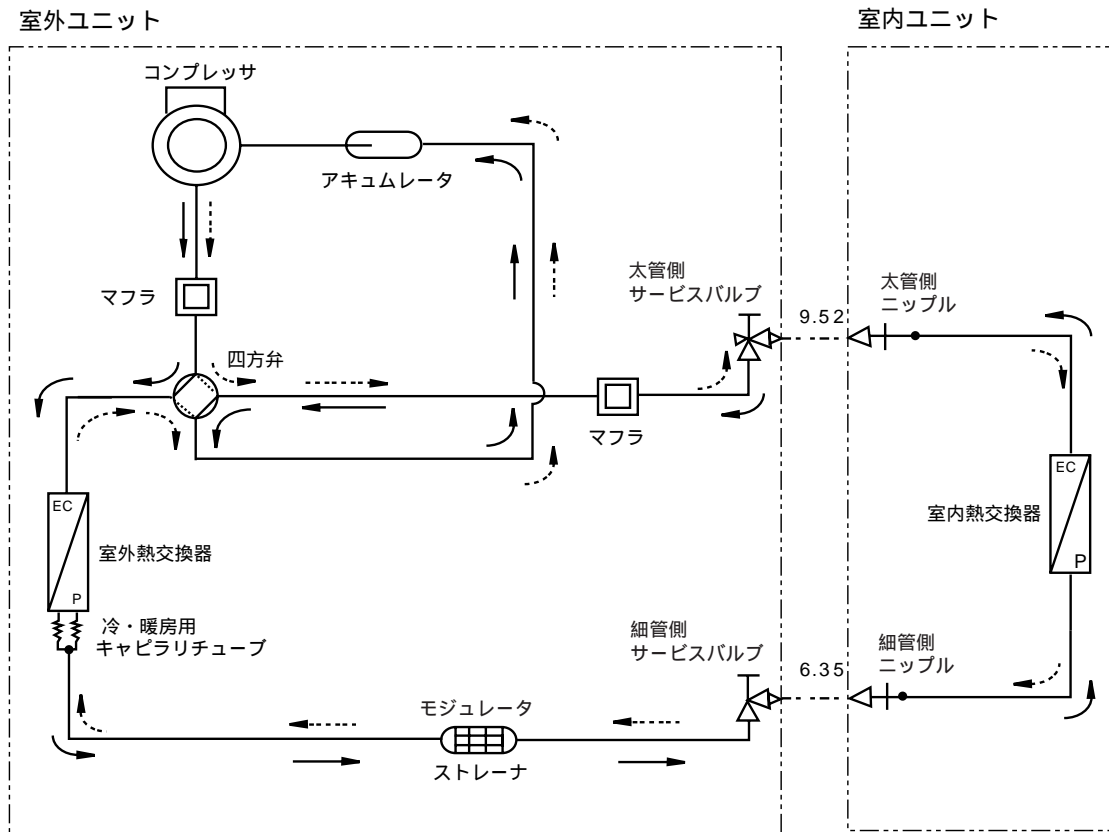 室外ユニット
室内ユニット
コンプレッサ
アキュムレータ
マフラ
四方弁
太管側
サービスバルブ
9.52
太管側
ニップル
マフラ
EC
室外熱交換器
P
EC
室内熱交換器
P
冷・暖房用
キャピラリチューブ
細管側
サービスバルブ
6.35
細管側
ニップル
モジュレータ
ストレーナ